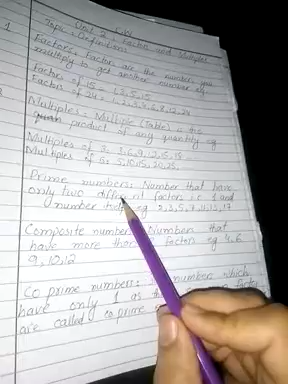 C.W
1
Unit 2: Factors and Multiples
Topic: Definitions
Factors: Factors are the numbers you
multiply to get another number eg
Factors of 15 = 1,3,5,15
Factors of 24 = 1,2,3,4,6,8,12,24
Multiples: Multiple (Table) is the
product of any quantity eg
Multiples of 3: 3,6,9,12,15,18
Multiples of 5: 5,10,15,20,25
Prime numbers: Number that have
only two different factors i.e 1 and
number eg 2,3,5,7,11,13,17
Composite number: Number that
have more than factors eg 4,6
9,10,12
Co prime numbers: numbers which
have only 1 as factor
are called co prime